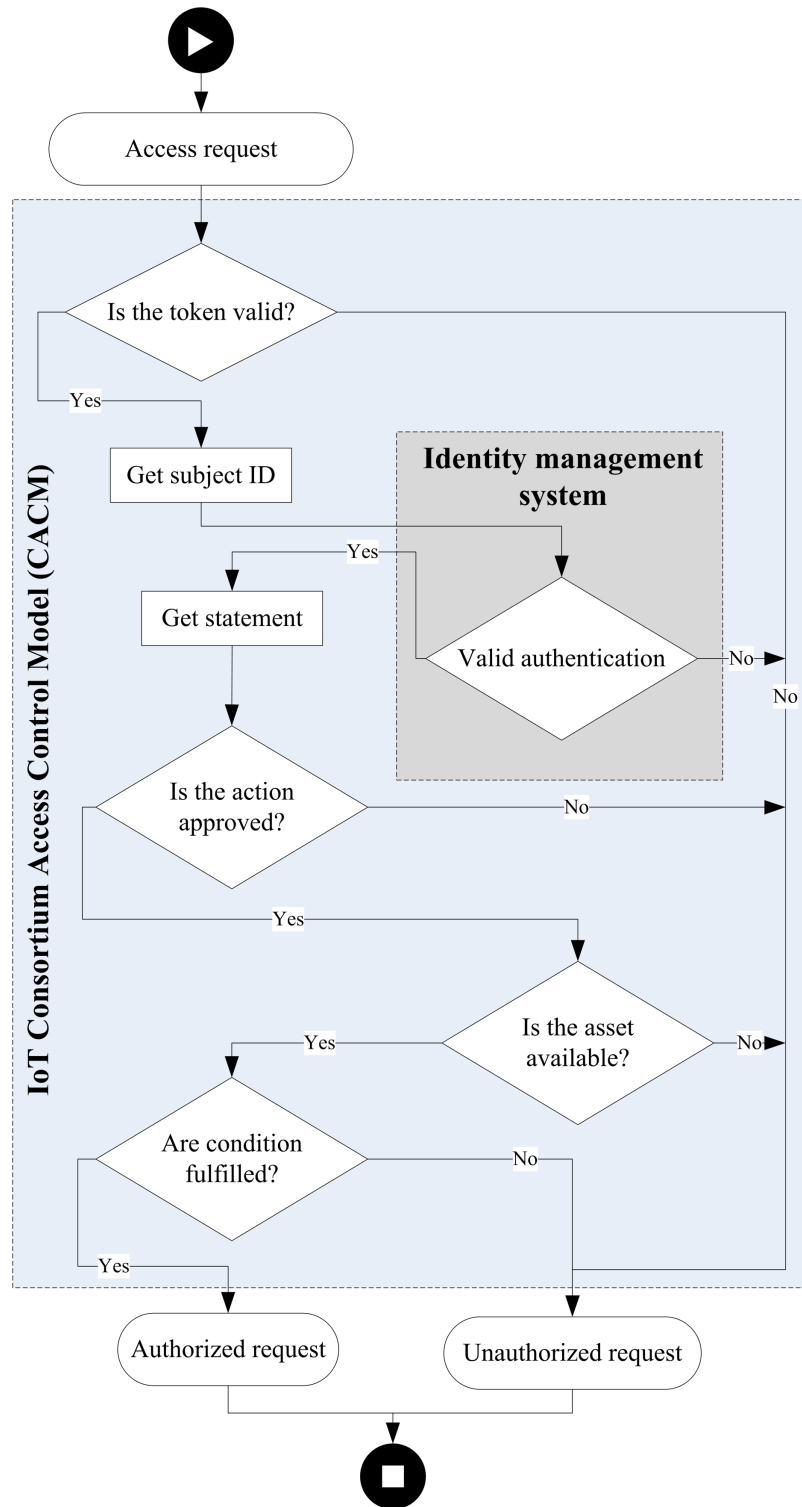 Access request
Is the token valid?
Yes
Get subject ID
Identity management
system
Yes
Get statement
Valid authentication
No
No
Is the action
approved?
No
Yes
Is the asset
available?
No
Yes
Are condition
fulfilled?
No
Yes
IoT Consortium Access Control Model (CACM)
Authorized request
Unauthorized request